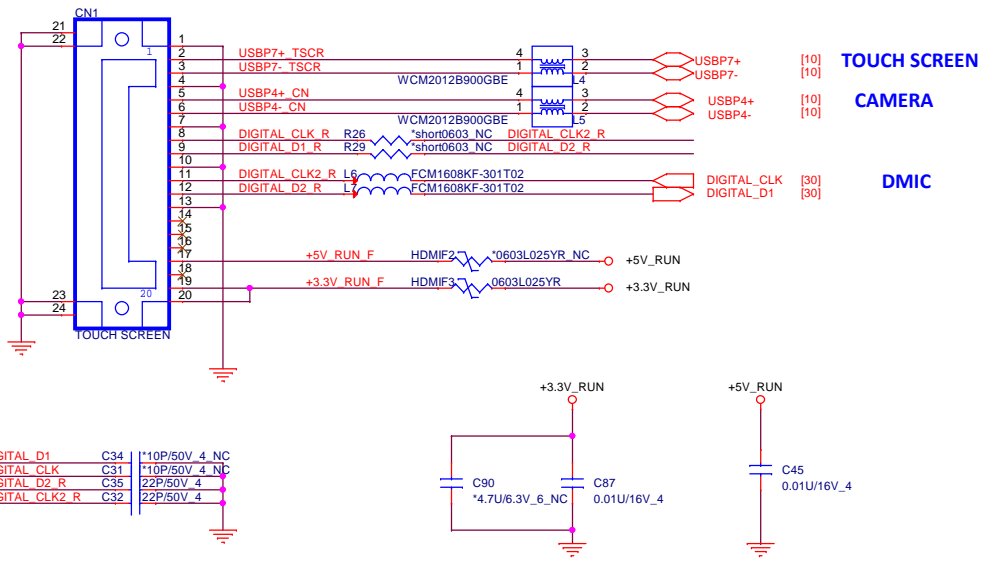 CN1
21
22
1
1
2 USBP7+_TSCR 4 3 USBP7+ [10] TOUCH SCREEN
3 USBP7-_TSCR 1 2 USBP7- [10]
4 WCM2012B900GBE L4
5 USBP4+_CN 4 3 USBP4+ [10] CAMERA
6 USBP4-_CN 1 2 USBP4- [10]
7 WCM2012B900GBE L5
8 DIGITAL_CLK_R R26 *short0603_NC DIGITAL_CLK2_R
9 DIGITAL_D1_R R29 *short0603_NC DIGITAL_D2_R
10
11 DIGITAL_CLK2_R L6 FCM1608KF-301T02 DIGITAL_CLK [30] DMIC
12 DIGITAL_D2_R L7 FCM1608KF-301T02 DIGITAL_D1 [30]
13
14
15
16
17 +5V_RUN_F HDMIF2 *0603L025YR_NC +5V_RUN
18
19 +3.3V_RUN_F HDMIF3 0603L025YR +3.3V_RUN
23 20 20
24
TOUCH SCREEN
+3.3V_RUN +5V_RUN
GITAL_D1 C34 *10P/50V_4_NC
GITAL_CLK C31 *10P/50V_4_NC
GITAL_D2_R C35 22P/50V_4
GITAL_CLK2_R C32 22P/50V_4
C90
*4.7U/6.3V_6_NC
C87
0.01U/16V_4
C45
0.01U/16V_4